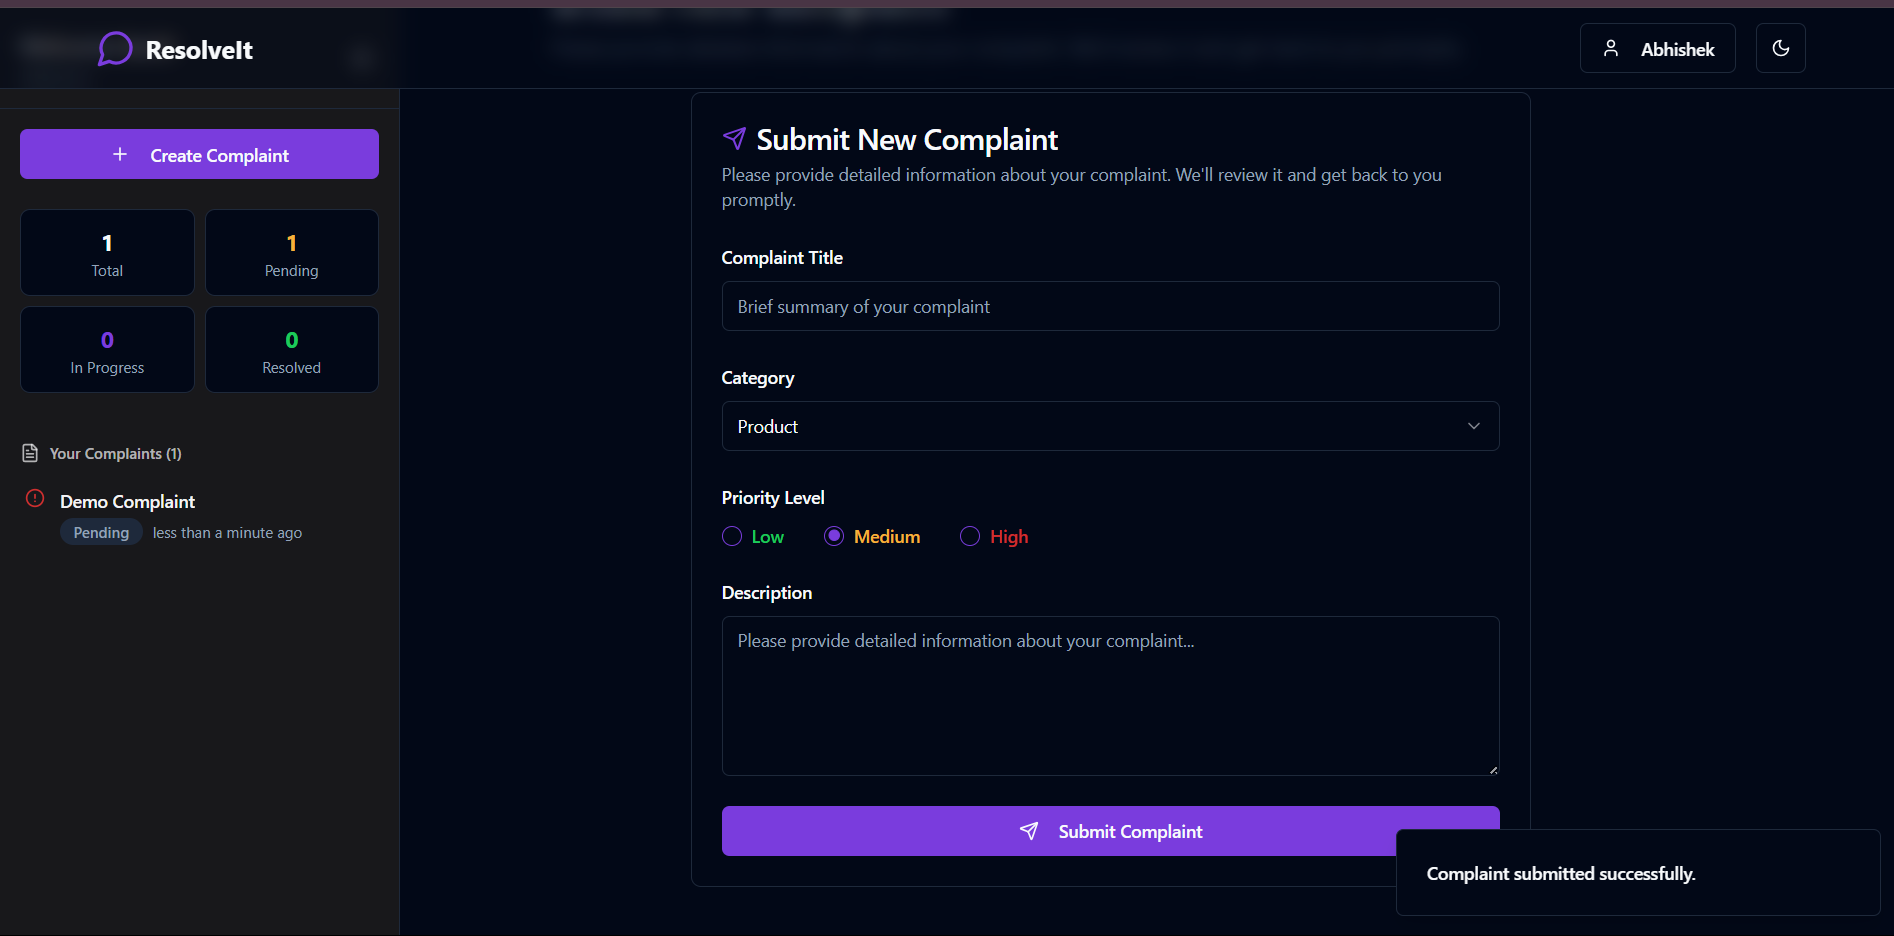 ResolveIt
Abhishek
Create Complaint
1
Total
1
Pending
0
In Progress
0
Resolved
Your Complaints (1)
Demo Complaint
Pending
less than a minute ago
Submit New Complaint
Please provide detailed information about your complaint. We'll review it and get back to you
promptly.
Complaint Title
Brief summary of your complaint
Category
Product
Priority Level
Low
Medium
High
Description
Please provide detailed information about your complaint...
Submit Complaint
Complaint submitted successfully.